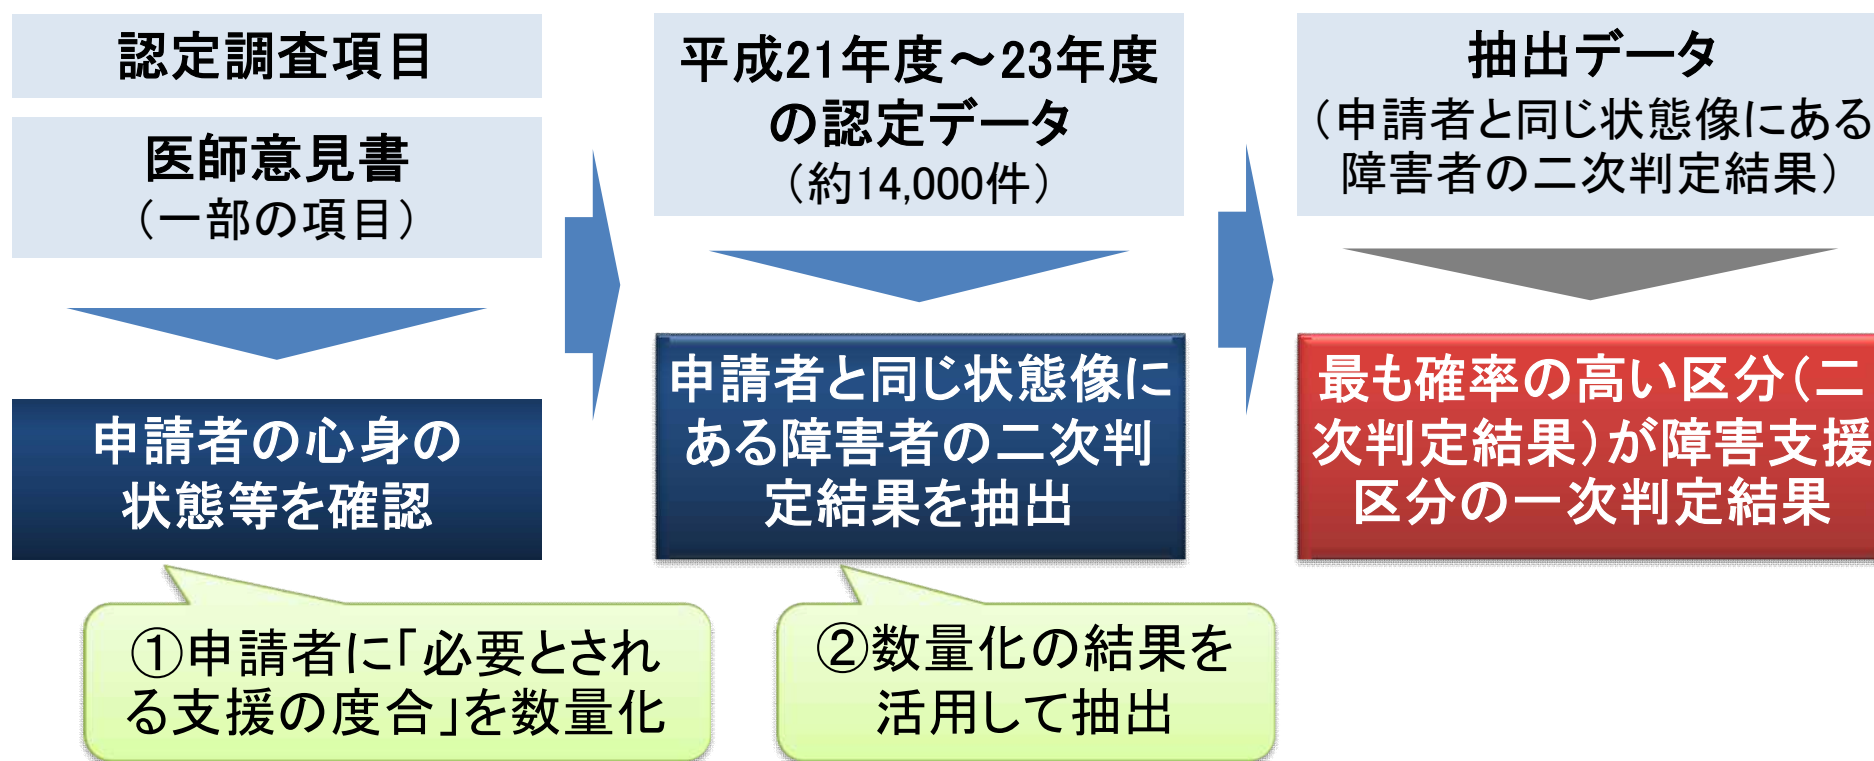 認定調査項目
医師意見書
（一部の項目）
申請者の心身の
状態等を確認
①申請者に「必要とされ
る支援の度合」を数量化
平成21年度～23年度
の認定データ
（約14,000件）
申請者と同じ状態像に
ある障害者の二次判
定結果を抽出
②数量化の結果を
活用して抽出
抽出データ
（申請者と同じ状態像にある
障害者の二次判定結果）
最も確率の高い区分（二
次判定結果）が障害支援
区分の一次判定結果